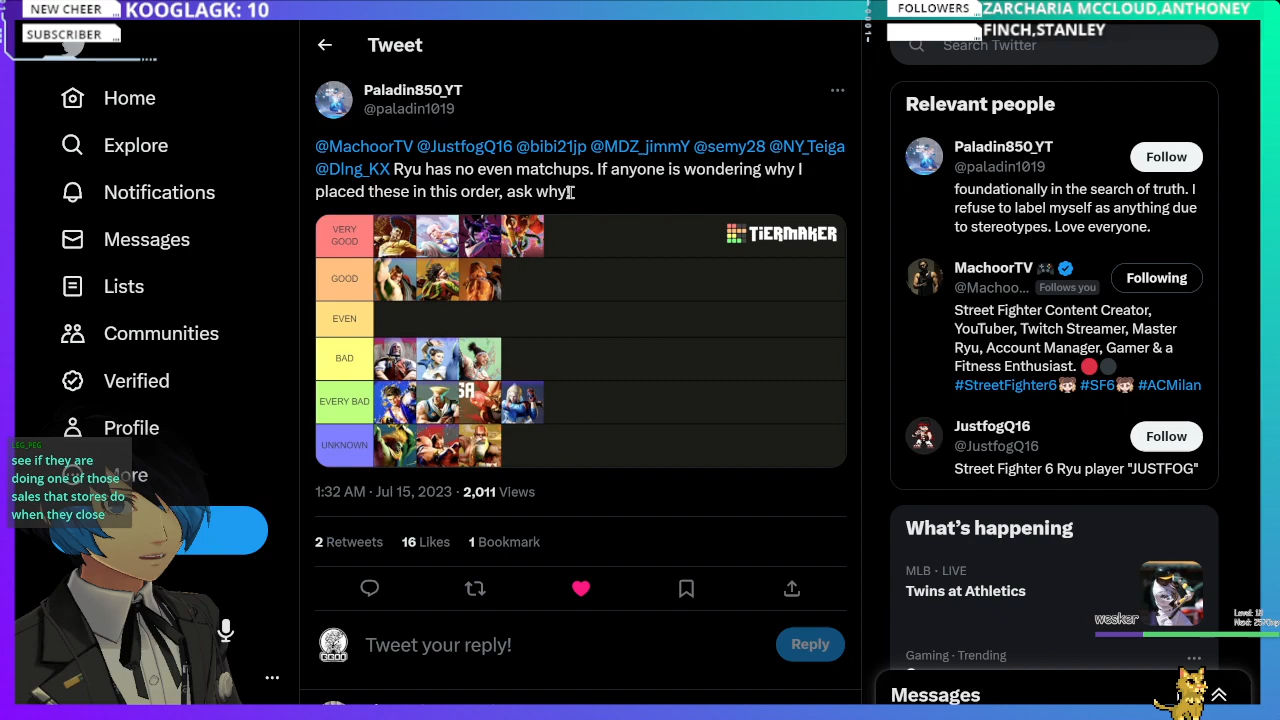 NEW CHEER
KOOGLAGK: 10
SUBSCRIBER
FOLLOWERS
ZARCHARIA MCCLOUD,ANTHONEY
FINCH,STANLEY
Home
Explore
Notifications
Messages
Lists
Communities
Verified
Profile
More
LEG_PEG
see if they are
doing one of those
sales that stores do
when they close
Tweet
Paladin850_YT
@paladin1019
@MachoorTV @JustfogQ16 @bibi21jp @MDZ_jimmY @semy28 @NY_Teiga
@Dlng_KX Ryu has no even matchups. If anyone is wondering why I
placed these in this order, ask why
VERY
GOOD
TIERMAKER
GOOD
EVEN
BAD
EVERY BAD
UNKNOWN
1:32 AM · Jul 15, 2023 · 2,011 Views
2 Retweets 16 Likes 1 Bookmark
Tweet your reply!
Reply
Search Twitter
Relevant people
Paladin850_YT
@paladin1019
Follow
foundationally in the search of truth. I
refuse to label myself as anything due
to stereotypes. Love everyone.
MachoorTV 🎮
@Machoo... Follows you
Following
Street Fighter Content Creator,
YouTuber, Twitch Streamer, Master
Ryu, Account Manager, Gamer & a
Fitness Enthusiast. 🔴⚫
#StreetFighter6 #SF6 #ACMilan
JustfogQ16
@JustfogQ16
Follow
Street Fighter 6 Ryu player "JUSTFOG"
What's happening
MLB · LIVE
Twins at Athletics
wesker
Gaming · Trending
Messages